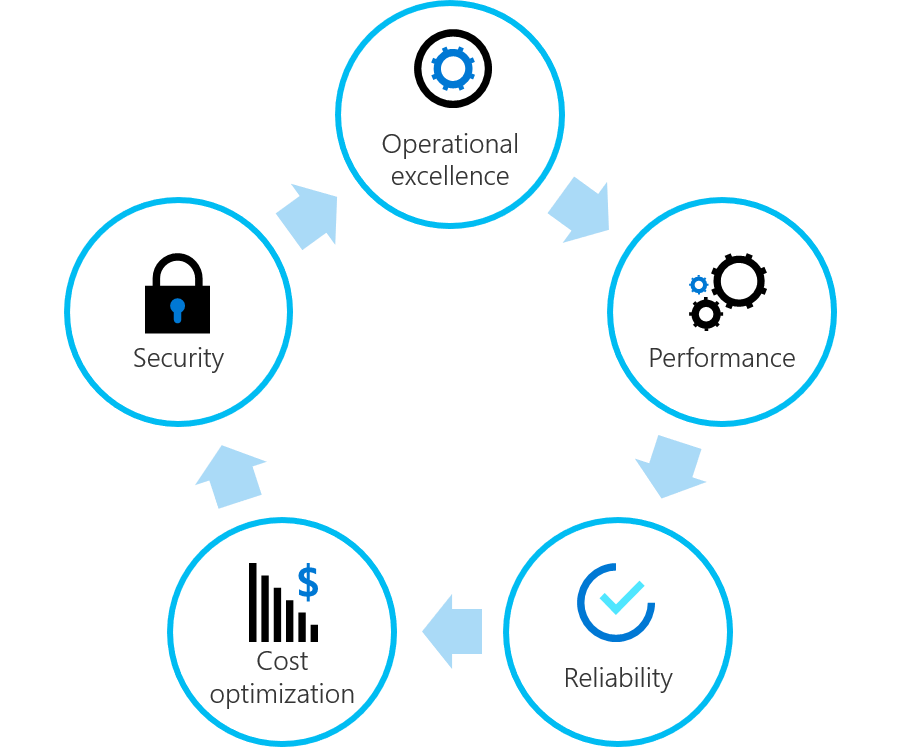 Operational
excellence
Security
Performance
$
Cost
optimization
Reliability